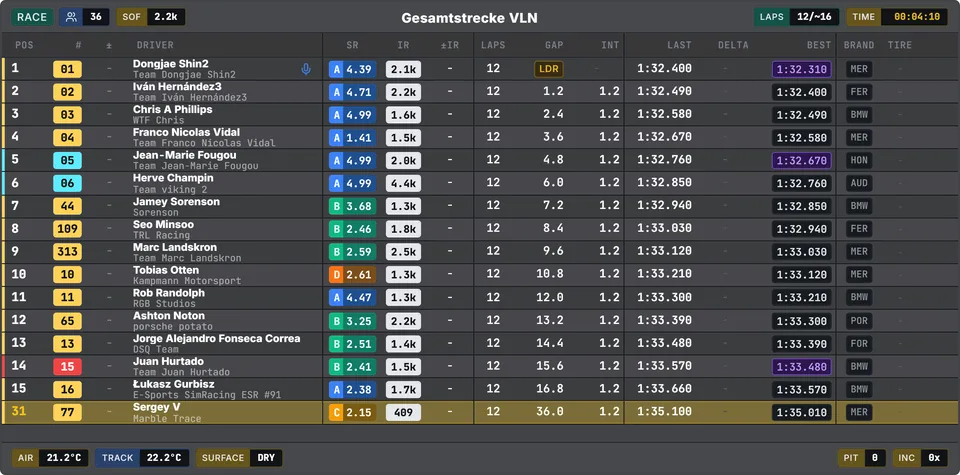 RACE 36 SOF 2.2k Gesamtstrecke VLN LAPS 12/~16 TIME 00:04:10
POS # ± DRIVER SR IR ±IR LAPS GAP INT LAST DELTA BEST BRAND TIRE
1 01 - Dongjae Shin2 A 4.39 2.1k - 12 LDR - 1:32.400 - 1:32.310 MER -
Team Dongjae Shin2
2 02 - Iván Hernández3 A 4.71 2.2k - 12 1.2 1.2 1:32.490 - 1:32.400 FER -
Team Iván Hernández3
3 03 - Chris A Phillips A 4.99 1.6k - 12 2.4 1.2 1:32.580 - 1:32.490 BMW -
WTF Chris
4 04 - Franco Nicolas Vidal A 1.41 1.5k - 12 3.6 1.2 1:32.670 - 1:32.580 MER -
Team Franco Nicolas Vidal
5 05 - Jean-Marie Fougou A 4.99 2.0k - 12 4.8 1.2 1:32.760 - 1:32.670 HON -
Team Jean-Marie Fougou
6 06 - Herve Champin A 4.99 4.4k - 12 6.0 1.2 1:32.850 - 1:32.760 AUD -
Team viking 2
7 44 - Jamey Sorenson B 3.68 1.3k - 12 7.2 1.2 1:32.940 - 1:32.850 BMW -
Sorenson
8 109 - Seo Minsoo B 2.46 1.8k - 12 8.4 1.2 1:33.030 - 1:32.940 FER -
TRL Racing
9 313 - Marc Landskron B 2.59 2.5k - 12 9.6 1.2 1:33.120 - 1:33.030 MER -
Team Marc Landskron
10 10 - Tobias Otten D 2.61 1.3k - 12 10.8 1.2 1:33.210 - 1:33.120 MER -
Kampmann Motorsport
11 11 - Rob Randolph A 4.47 1.3k - 12 12.0 1.2 1:33.300 - 1:33.210 BMW -
RGB Studios
12 65 - Ashton Noton B 3.25 2.2k - 12 13.2 1.2 1:33.390 - 1:33.300 POR -
porsche potato
13 13 - Jorge Alejandro Fonseca Correa B 2.51 1.4k - 12 14.4 1.2 1:33.480 - 1:33.390 FOR -
DSQ Team
14 15 - Juan Hurtado B 2.41 1.5k - 12 15.6 1.2 1:33.570 - 1:33.480 BMW -
Team Juan Hurtado
15 16 - Łukasz Gurbisz A 2.38 1.7k - 12 16.8 1.2 1:33.660 - 1:33.570 BMW -
E-Sports SimRacing ESR #91
31 77 - Sergey V C 2.15 409 - 12 36.0 1.2 1:35.100 - 1:35.010 MER -
Marble Trace
AIR 21.2°C TRACK 22.2°C SURFACE DRY PIT 0 INC 0x